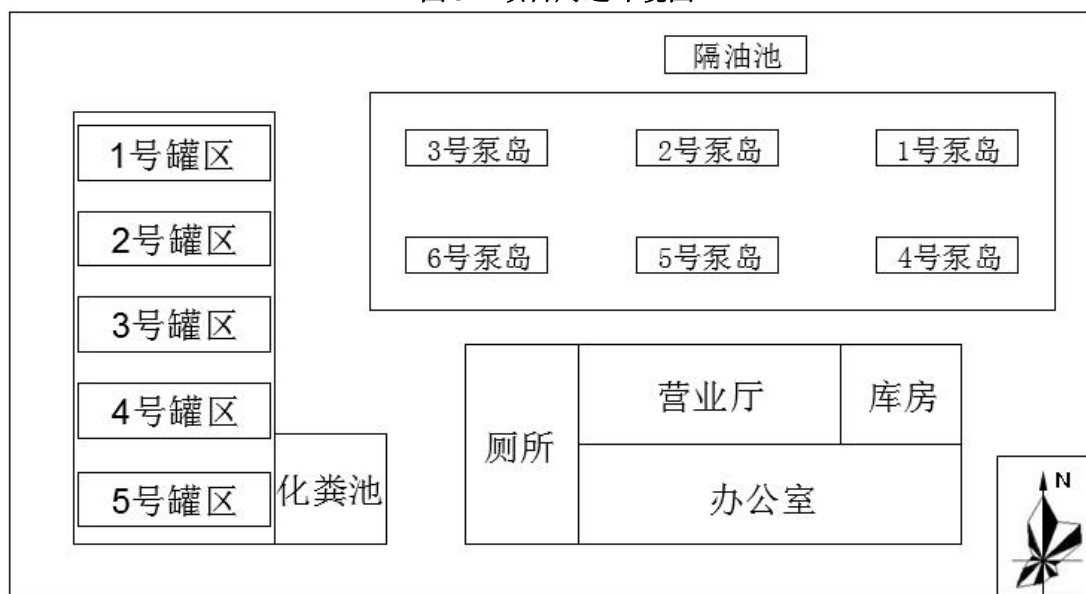 隔油池
3号泵岛
2号泵岛
1号泵岛
6号泵岛
5号泵岛
4号泵岛
1号罐区
2号罐区
3号罐区
4号罐区
5号罐区
化粪池
厕所
营业厅
库房
办公室
N